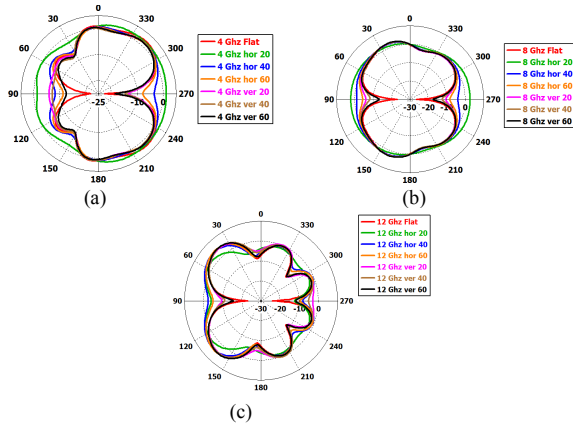 0
30
330
60
300
90
270
120
240
150
210
180
-25
-10
0
4 Ghz Flat
4 Ghz hor 20
4 Ghz hor 40
4 Ghz hor 60
4 Ghz ver 20
4 Ghz ver 40
4 Ghz ver 60
(a)
0
30
330
60
300
90
270
120
240
150
210
180
-30
-20
0
8 Ghz Flat
8 Ghz hor 20
8 Ghz hor 40
8 Ghz hor 60
8 Ghz ver 20
8 Ghz ver 40
8 Ghz ver 60
(b)
0
30
330
60
300
90
270
120
240
150
210
180
-30
-20
-10
0
12 Ghz Flat
12 Ghz hor 20
12 Ghz hor 40
12 Ghz hor 60
12 Ghz ver 20
12 Ghz ver 40
12 Ghz ver 60
(c)